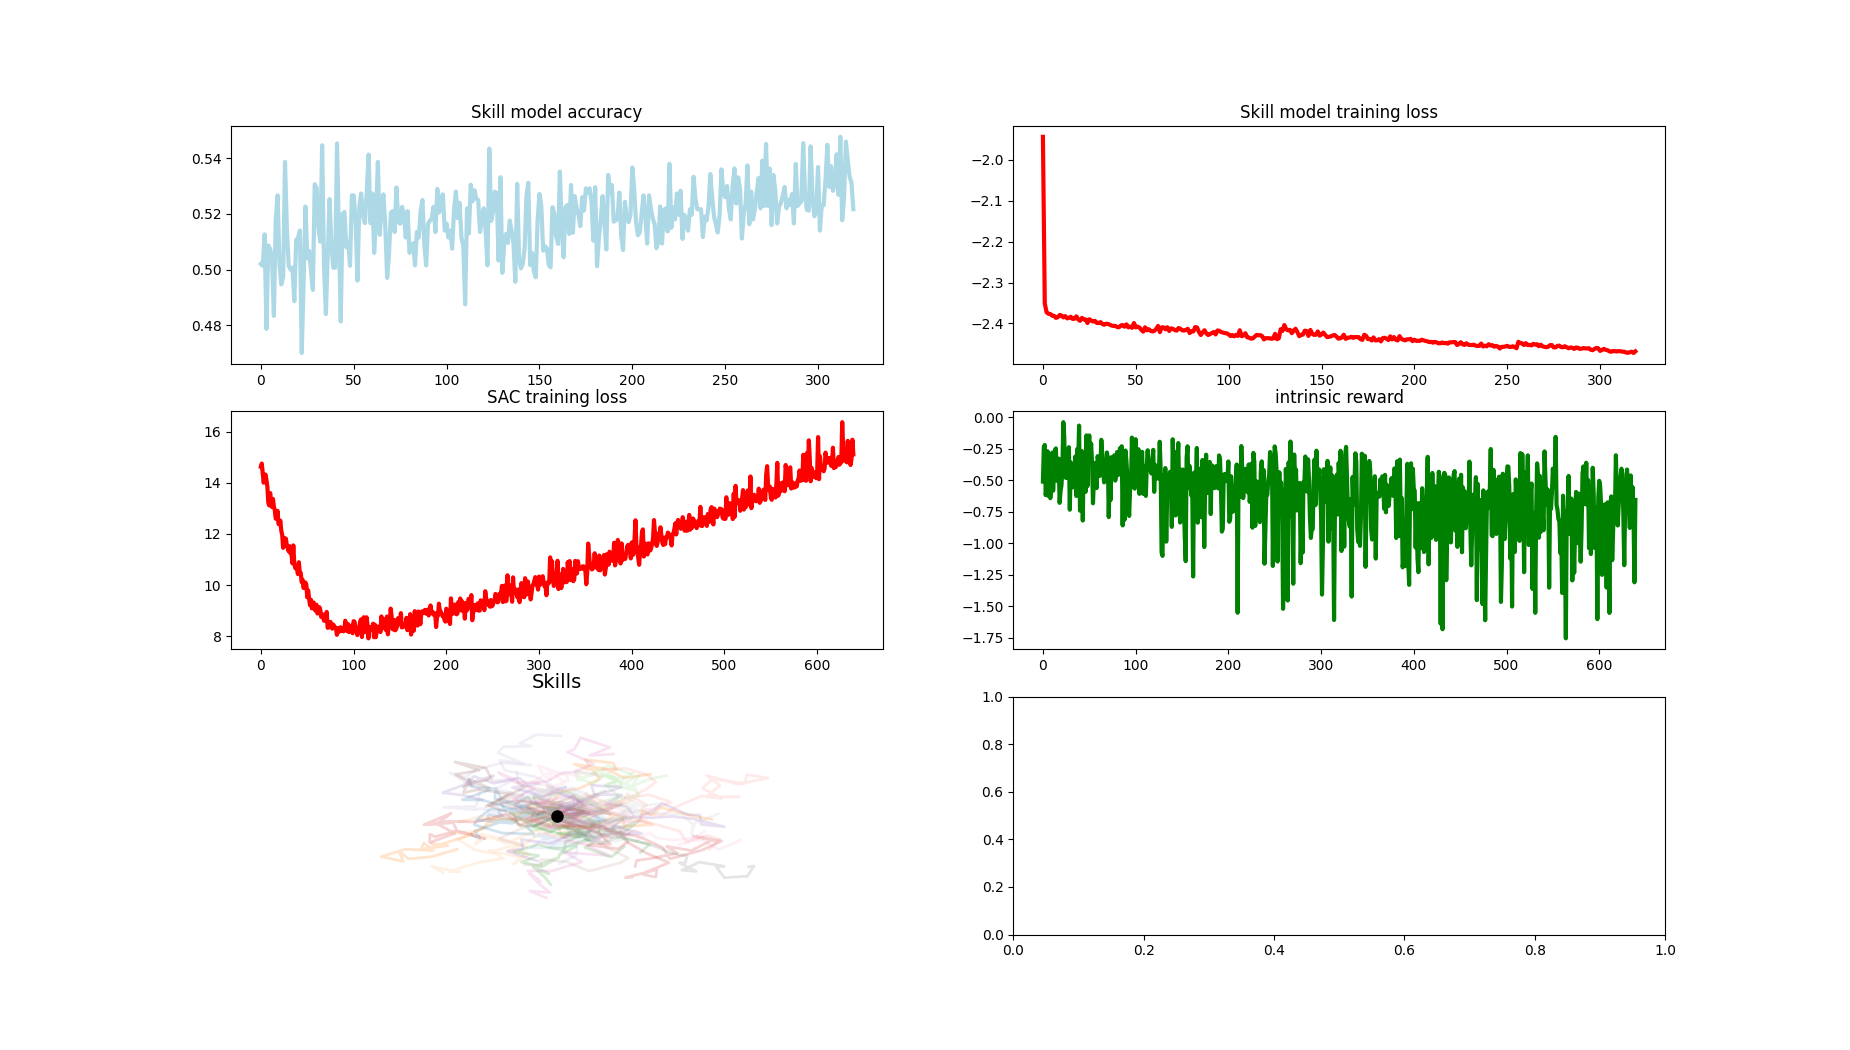 Skill model accuracy
0.54
0.52
0.50
0.48
0 50 100 150 200 250 300
Skill model training loss
−2.0
−2.1
−2.2
−2.3
−2.4
0 50 100 150 200 250 300
SAC training loss
16
14
12
10
8
0 100 200 300 400 500 600
intrinsic reward
0.00
−0.25
−0.50
−0.75
−1.00
−1.25
−1.50
−1.75
0 100 200 300 400 500 600
Skills
1.0
0.8
0.6
0.4
0.2
0.0
0.0 0.2 0.4 0.6 0.8 1.0